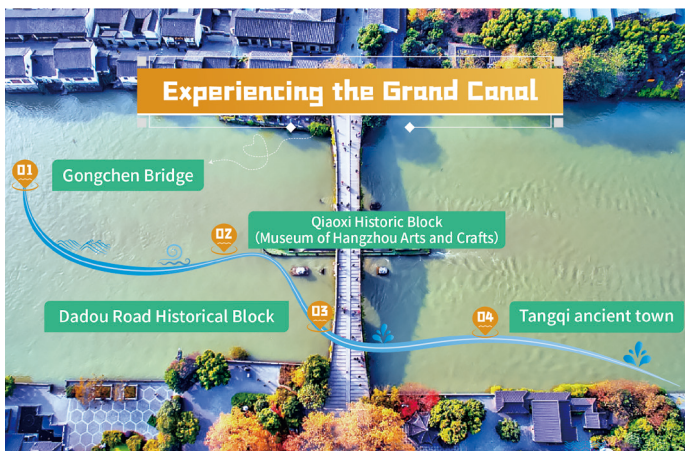 Experiencing the Grand Canal
01
Gongchen Bridge
02
Qiaoxi Historic Block
(Museum of Hangzhou Arts and Crafts)
Dadou Road Historical Block
03
04
Tangqi ancient town